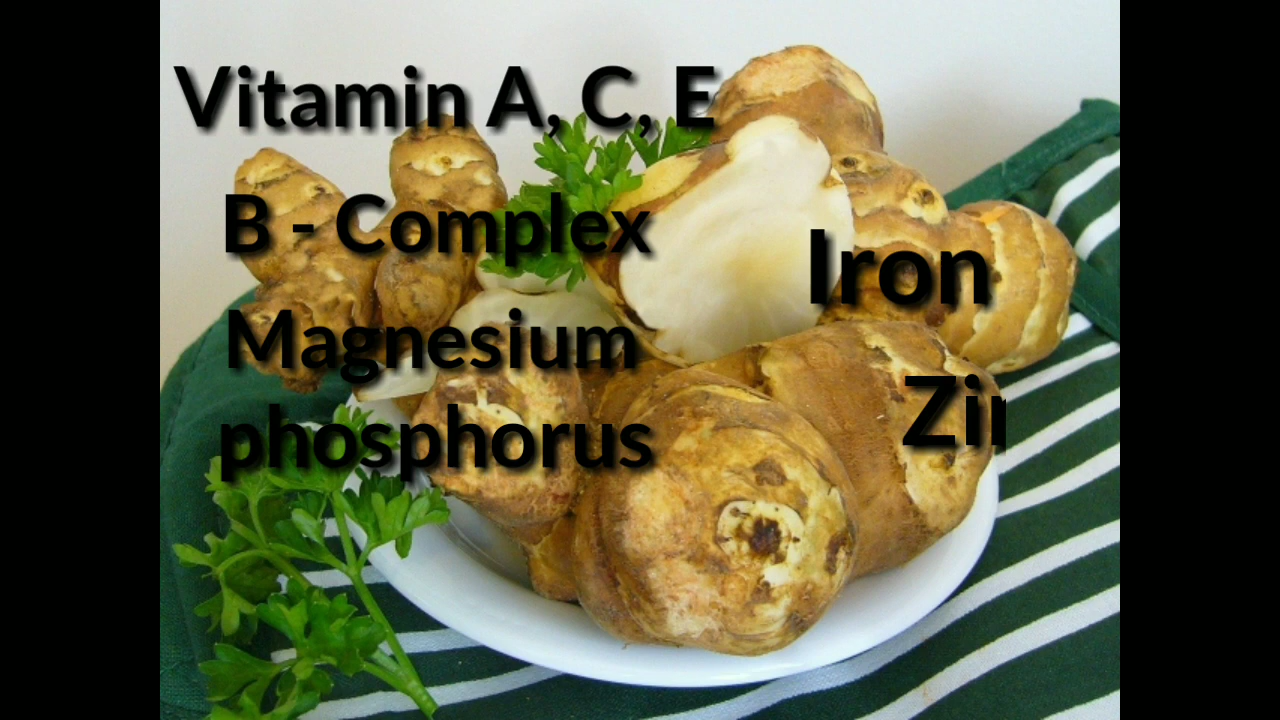 Vitamin A, C, E
B - Complex
Magnesium
phosphorus
Iron